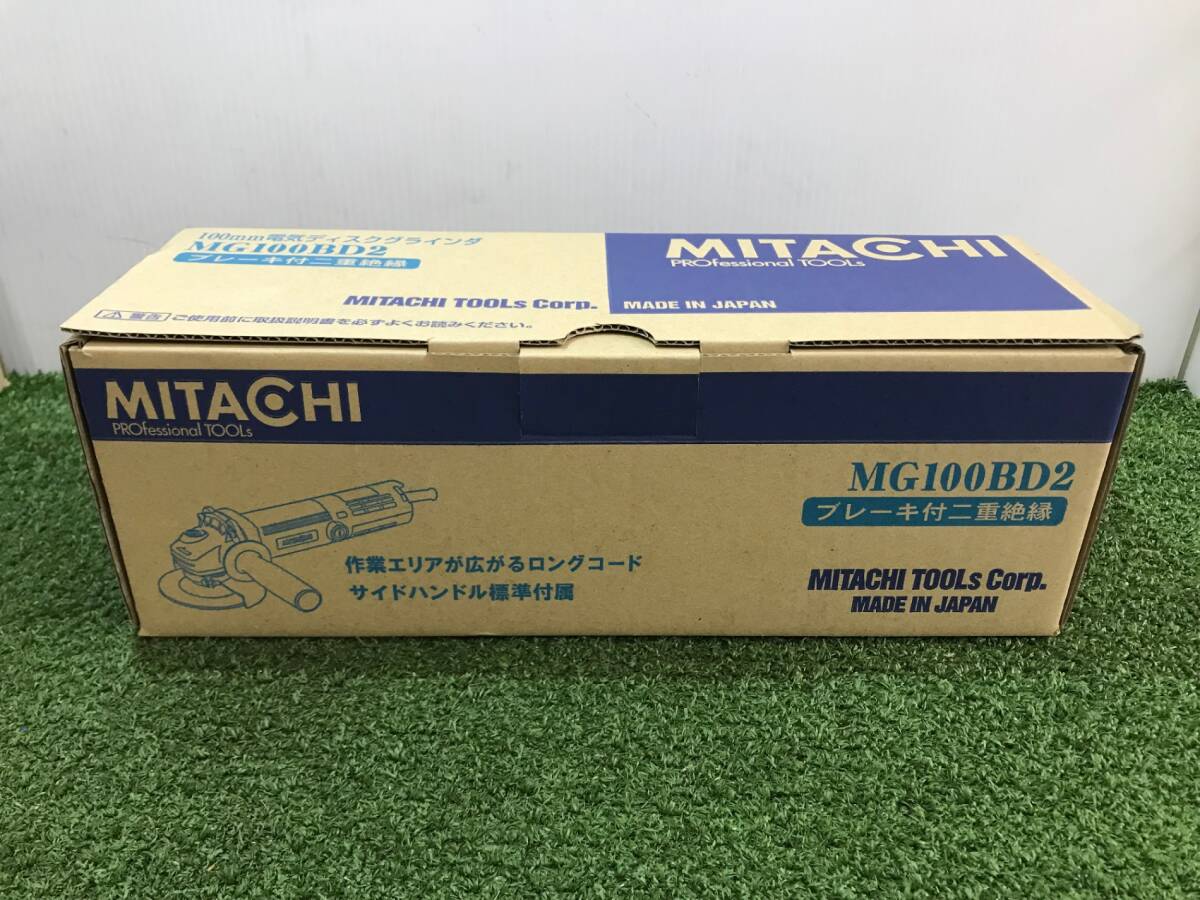 100mm電気ディスクグラインダ
MG100BD2
ブレーキ付二重絶縁
MITACHI TOOLs Corp.
警告 ご使用前に取扱説明書を必ずよくお読みください。
MITACHI
PROfessional TOOLs
MADE IN JAPAN
MITACHI
PROfessional TOOLs
MG100BD2
ブレーキ付二重絶縁
作業エリアが広がるロングコード
サイドハンドル標準付属
MITACHI TOOLs Corp.
MADE IN JAPAN